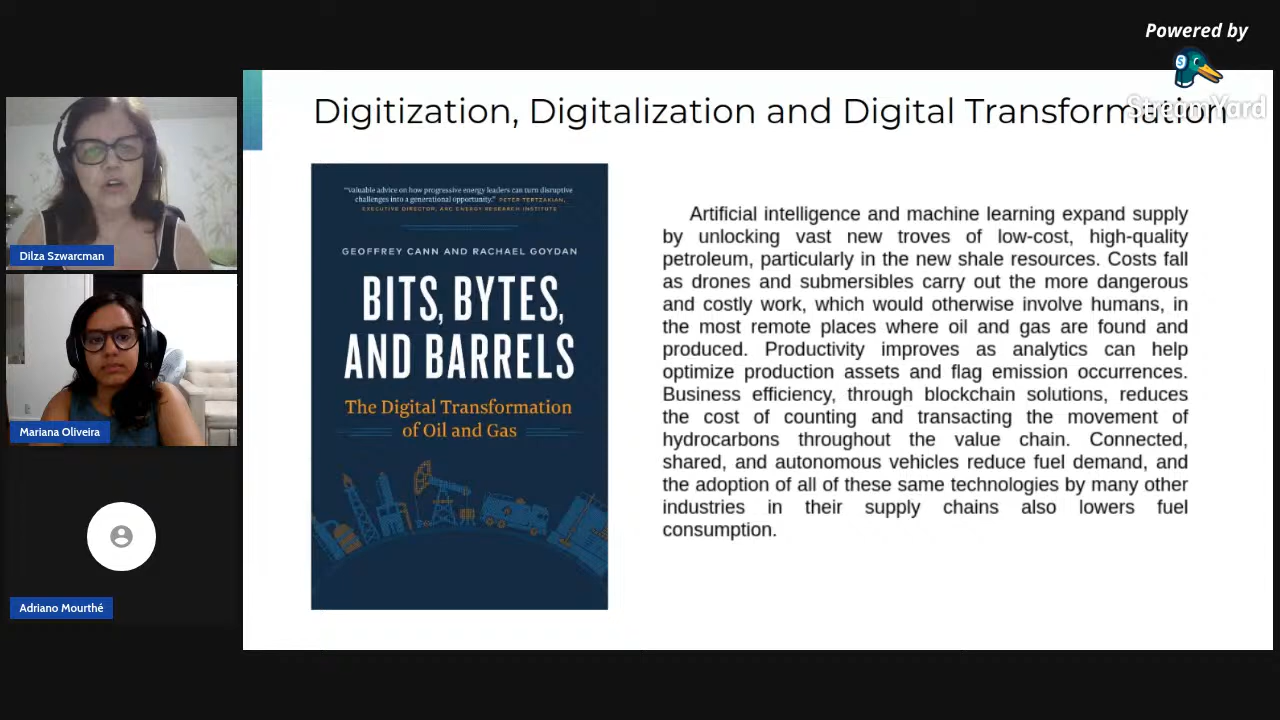 Powered by
StreamYard
Digitization, Digitalization and Digital Transformation
"Valuable advice on how progressive energy leaders can turn disruptive
challenges into a generational opportunity." PETER TERTZAKIAN,
EXECUTIVE DIRECTOR, ARC ENERGY RESEARCH INSTITUTE
GEOFFREY CANN AND RACHAEL GOYDAN
BITS, BYTES,
AND BARRELS
The Digital Transformation
of Oil and Gas
Artificial intelligence and machine learning expand supply
by unlocking vast new troves of low-cost, high-quality
petroleum, particularly in the new shale resources. Costs fall
as drones and submersibles carry out the more dangerous
and costly work, which would otherwise involve humans, in
the most remote places where oil and gas are found and
produced. Productivity improves as analytics can help
optimize production assets and flag emission occurrences.
Business efficiency, through blockchain solutions, reduces
the cost of counting and transacting the movement of
hydrocarbons throughout the value chain. Connected,
shared, and autonomous vehicles reduce fuel demand, and
the adoption of all of these same technologies by many other
industries in their supply chains also lowers fuel
consumption.
Dilza Szwarcman
Mariana Oliveira
Adriano Mourthé